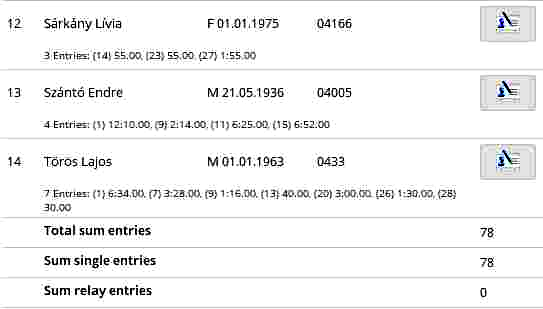 12 Sárkány Lívia F 01.01.1975 04166
3 Entries: (14) 55.00, (23) 55.00, (27) 1:55.00
13 Szántó Endre M 21.05.1936 04005
4 Entries: (1) 12:10.00, (9) 2:14.00, (11) 6:25.00, (15) 6:52.00
14 Törös Lajos M 01.01.1963 0433
7 Entries: (1) 6:34.00, (7) 3:28.00, (9) 1:16.00, (13) 40.00, (20) 3:00.00, (26) 1:30.00, (28)
30.00
Total sum entries 78
Sum single entries 78
Sum relay entries 0